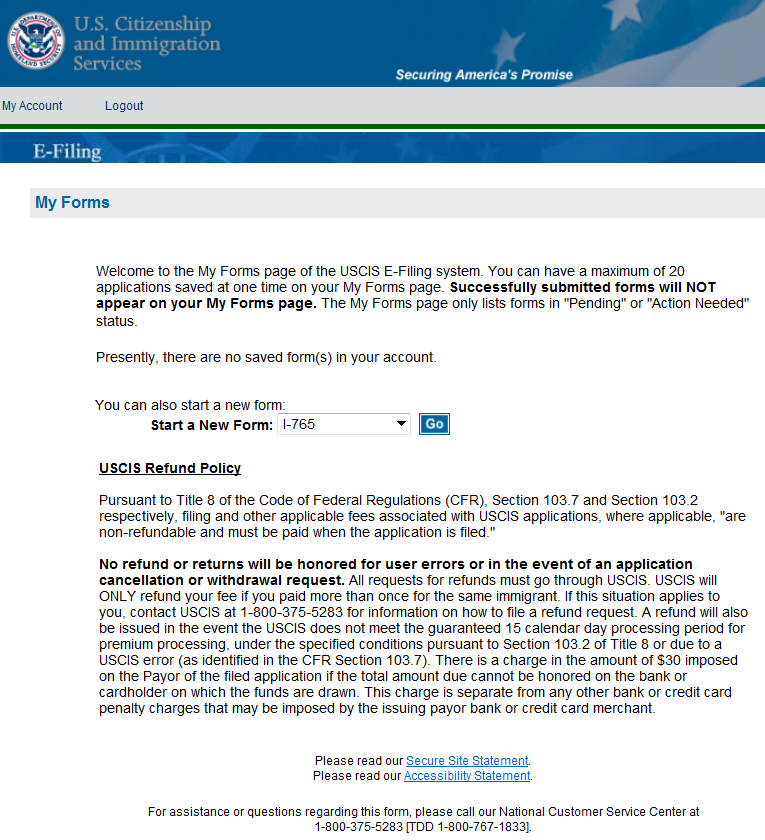 U.S. Citizenship
and Immigration
Services
Securing America's Promise
My Account Logout
E-Filing
My Forms
Welcome to the My Forms page of the USCIS E-Filing system. You can have a maximum of 20
applications saved at one time on your My Forms page. Successfully submitted forms will NOT
appear on your My Forms page. The My Forms page only lists forms in "Pending" or "Action Needed"
status.
Presently, there are no saved form(s) in your account.
You can also start a new form:
Start a New Form: I-765 Go
USCIS Refund Policy
Pursuant to Title 8 of the Code of Federal Regulations (CFR), Section 103.7 and Section 103.2
respectively, filing and other applicable fees associated with USCIS applications, where applicable, "are
non-refundable and must be paid when the application is filed."
No refund or returns will be honored for user errors or in the event of an application
cancellation or withdrawal request. All requests for refunds must go through USCIS. USCIS will
ONLY refund your fee if you paid more than once for the same immigrant. If this situation applies to
you, contact USCIS at 1-800-375-5283 for information on how to file a refund request. A refund will also
be issued in the event the USCIS does not meet the guaranteed 15 calendar day processing period for
premium processing, under the specified conditions pursuant to Section 103.2 of Title 8 or due to a
USCIS error (as identified in the CFR Section 103.7). There is a charge in the amount of $30 imposed
on the Payor of the filed application if the total amount due cannot be honored on the bank or
cardholder on which the funds are drawn. This charge is separate from any other bank or credit card
penalty charges that may be imposed by the issuing payor bank or credit card merchant.
Please read our Secure Site Statement.
Please read our Accessibility Statement.
For assistance or questions regarding this form, please call our National Customer Service Center at
1-800-375-5283 [TDD 1-800-767-1833].